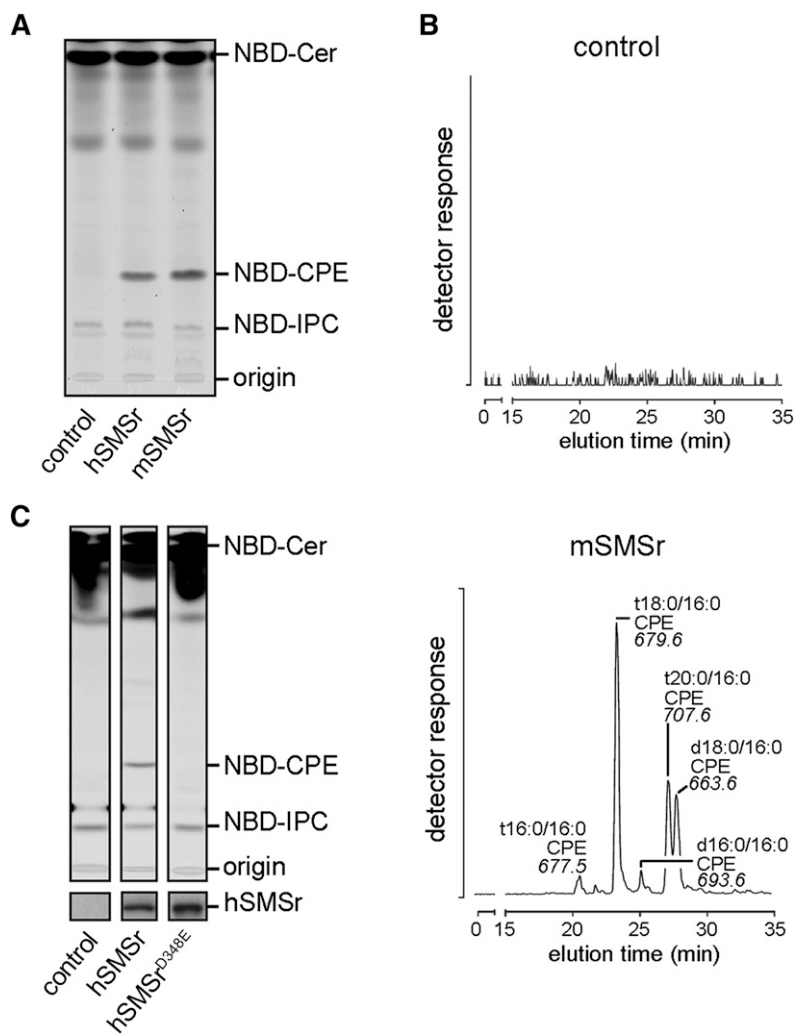 A
NBD-Cer
NBD-CPE
NBD-IPC
origin
control
hSMSr
mSMSr
B
control
detector response
0 15 20 25 30 35
elution time (min)
C
NBD-Cer
NBD-CPE
NBD-IPC
origin
hSMSr
control
hSMSr
hSMSrD348E
mSMSr
detector response
t18:0/16:0
CPE
679.6
t20:0/16:0
CPE
707.6
d18:0/16:0
CPE
663.6
t16:0/16:0
CPE
677.5
d16:0/16:0
CPE
693.6
0 15 20 25 30 35
elution time (min)